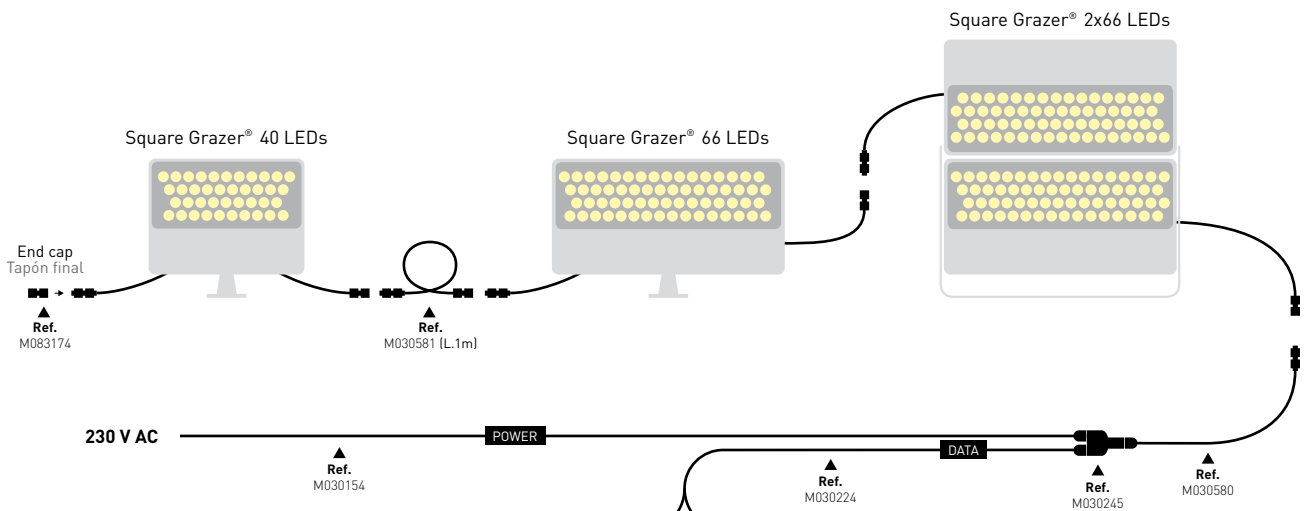 Square Grazer® 2x66 LEDs
Square Grazer® 40 LEDs
Square Grazer® 66 LEDs
End cap
Tapón final
Ref.
M083174
Ref.
M030581 (L.1m)
230 V AC
POWER
DATA
Ref.
M030154
Ref.
M030224
Ref.
M030245
Ref.
M030580